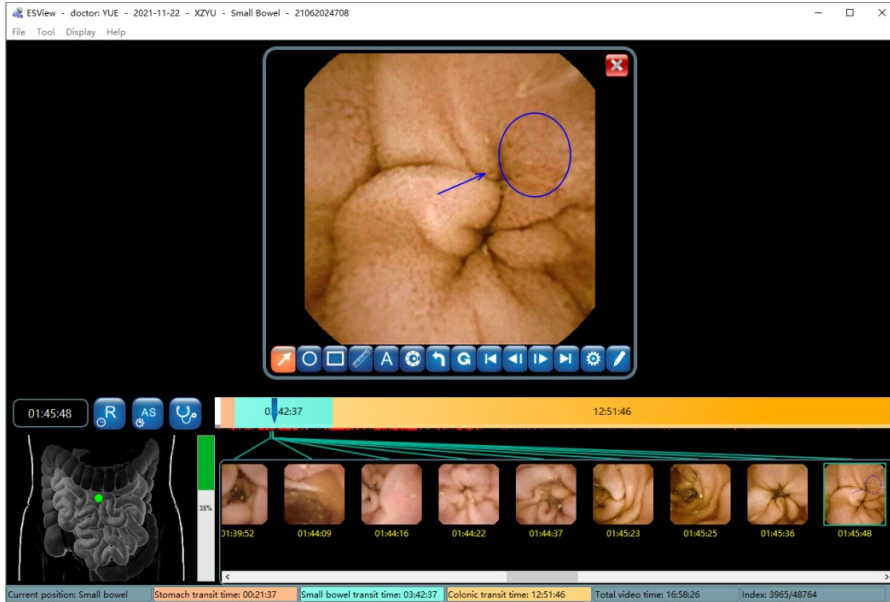 ESView - doctor: YUE - 2021-11-22 - XZYU - Small Bowel - 21062024708
File Tool Display Help
A
G
01:45:48
R
AS
03:42:37
12:51:46
38%
01:39:52
01:44:09
01:44:16
01:44:22
01:44:37
01:45:23
01:45:25
01:45:36
01:45:48
Current position: Small bowel
Stomach transit time: 00:21:37
Small bowel transit time: 03:42:37
Colonic transit time: 12:51:46
Total video time: 16:58:26
Index: 3965/48764